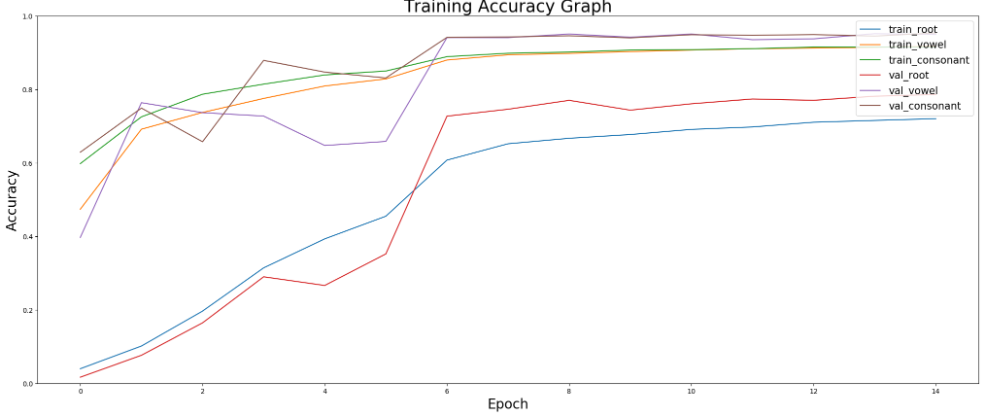 Training Accuracy Graph
1.0
0.8
0.6
0.4
0.2
0.0
Accuracy
train_root
train_vowel
train_consonant
val_root
val_vowel
val_consonant
0 2 4 6 8 10 12 14
Epoch